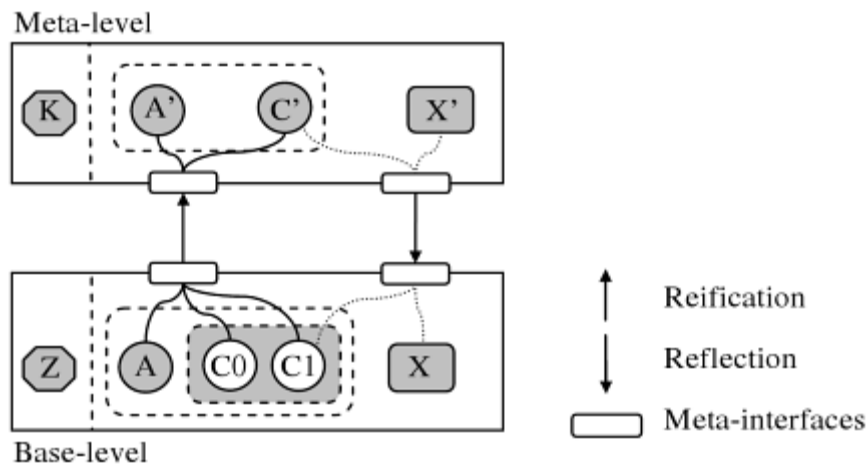 Meta-level
K
A'
C'
X'
Z
A
C0
C1
X
Base-level
Reification
Reflection
Meta-interfaces